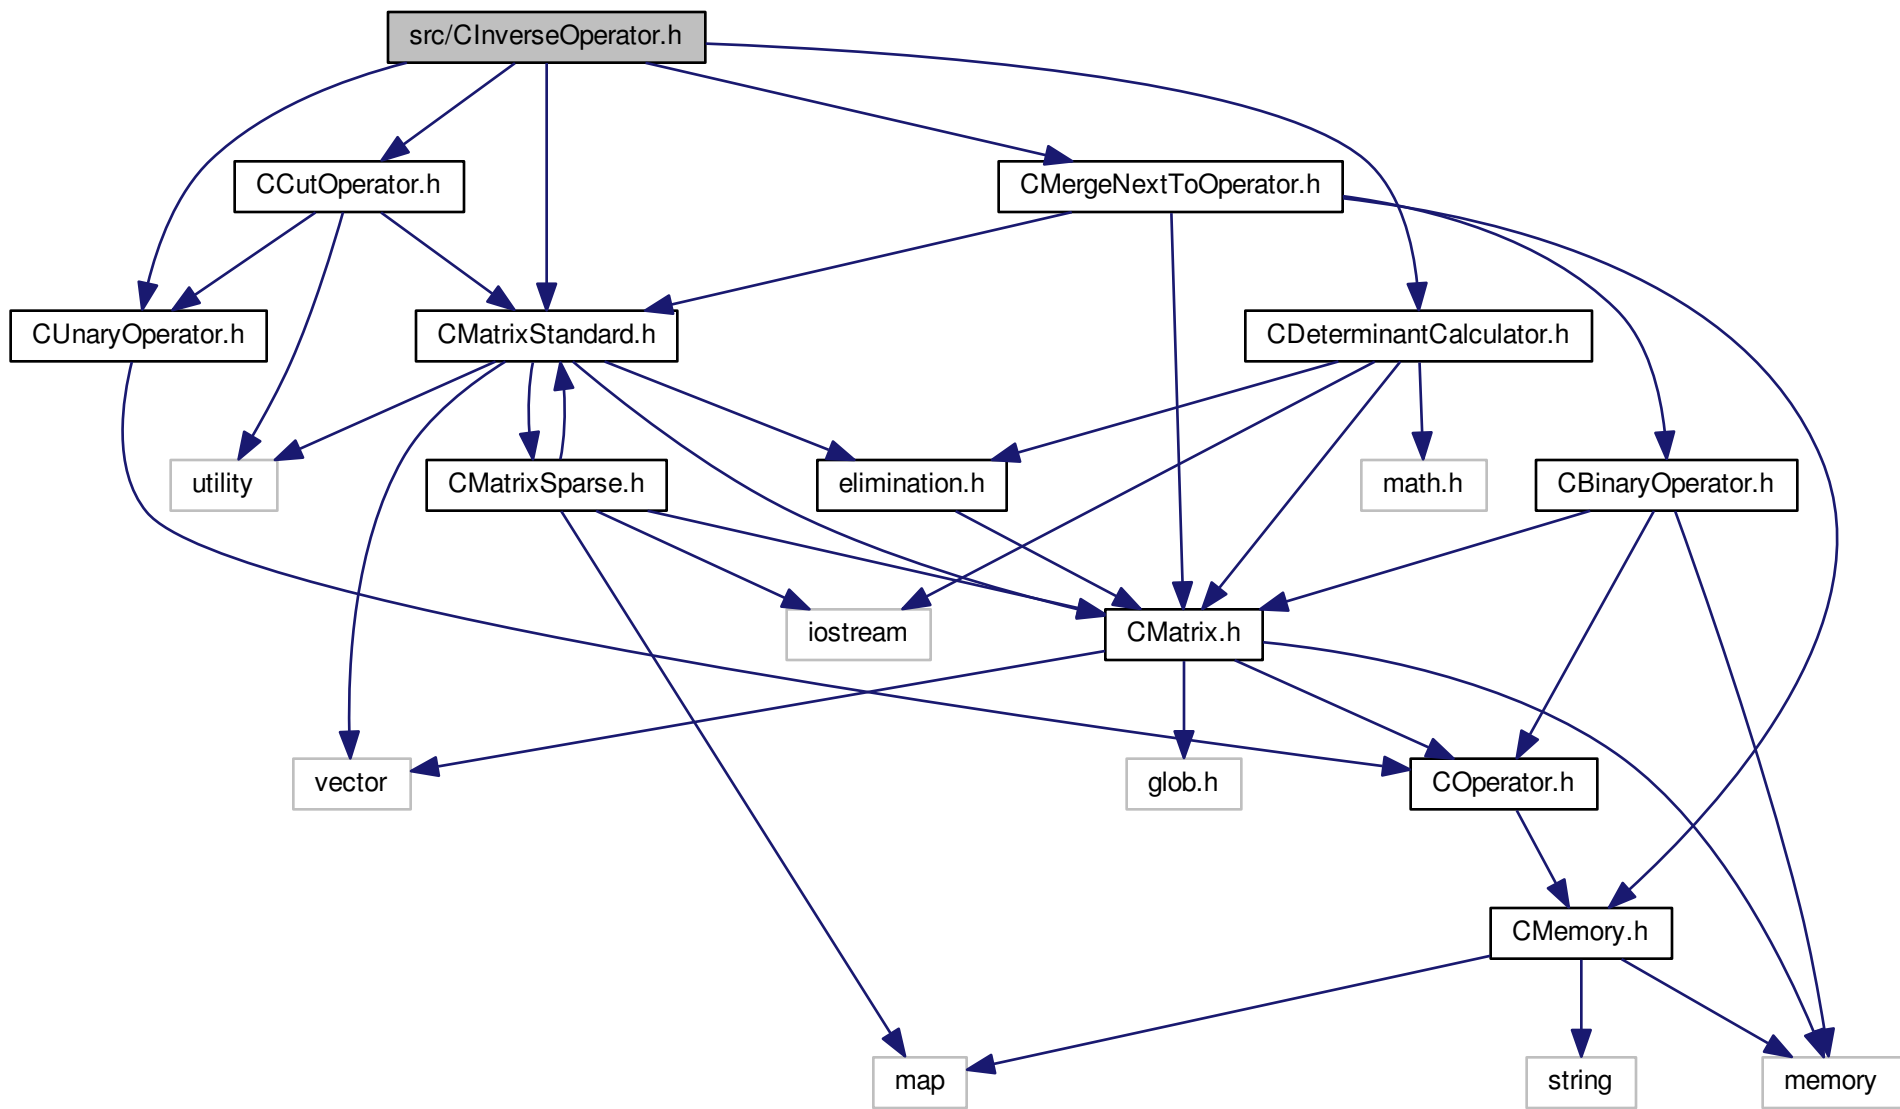 src/CInverseOperator.h
CCutOperator.h
CMergeNextToOperator.h
CUnaryOperator.h
CMatrixStandard.h
CDeterminantCalculator.h
utility
CMatrixSparse.h
elimination.h
math.h
CBinaryOperator.h
iostream
CMatrix.h
vector
glob.h
COperator.h
CMemory.h
map
string
memory